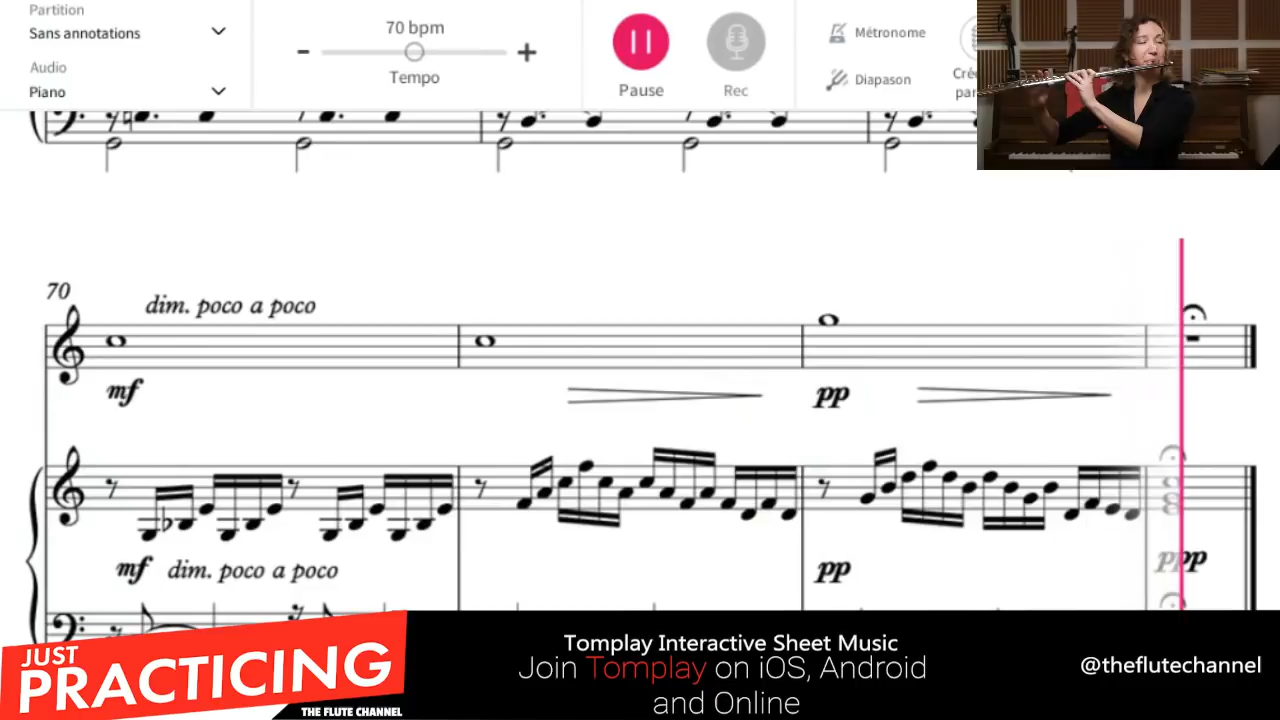 Partition
Sans annotations
Audio
Piano
70 bpm
- +
Tempo
Pause
Rec
Métronome
Diapason
70
dim. poco a poco
mf
pp
mf dim. poco a poco
pp
ppp
JUST
PRACTICING
THE FLUTE CHANNEL
Tomplay Interactive Sheet Music
Join Tomplay on iOS, Android
and Online
@theflutechannel